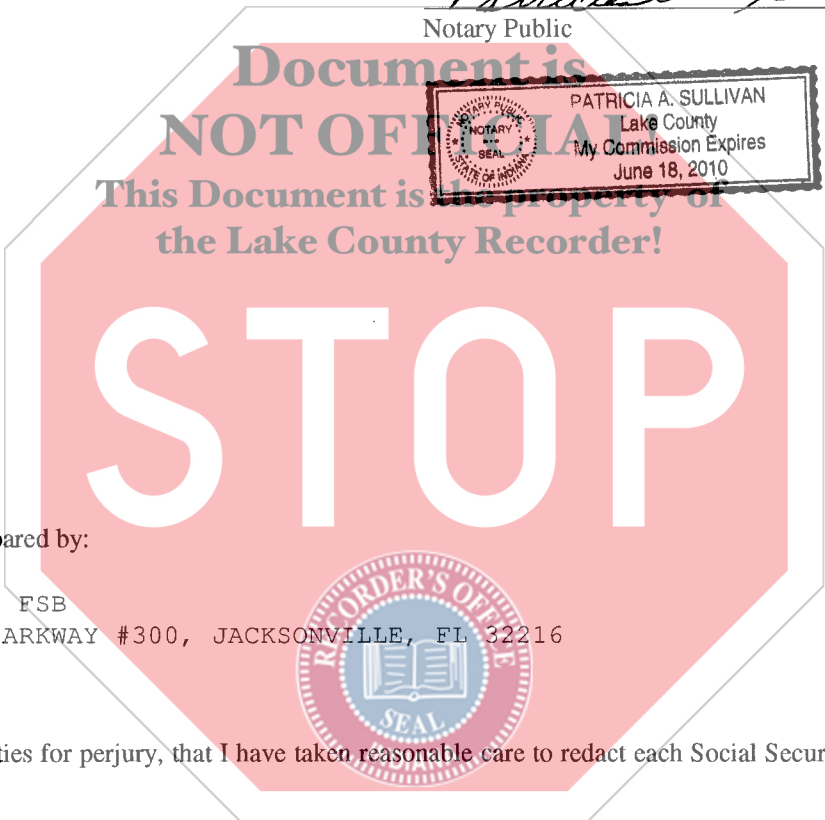 Notary Public
Document is
NOT OFFICIAL
This Document is the property of
the Lake County Recorder!
PATRICIA A. SULLIVAN
Lake County
My Commission Expires
June 18, 2010
NOTARY PUBLIC
NOTARY
SEAL
STATE OF INDIANA
STOP
ared by:
FSB
ARKWAY #300, JACKSONVILLE, FL 32216
RECORDER'S OFFICE
SEAL
INDIANA
ties for perjury, that I have taken reasonable care to redact each Social Secur